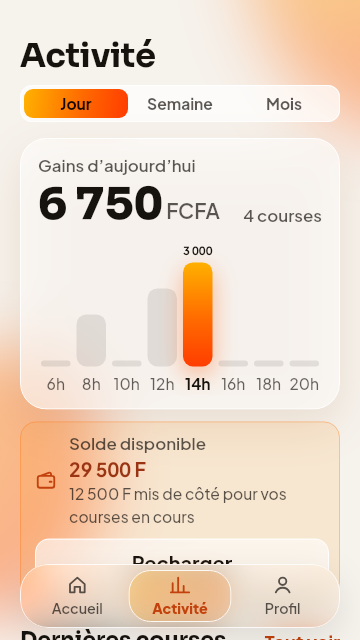 Activité
Jour Semaine Mois
Gains d’aujourd’hui
6 750 FCFA 4 courses
3 000
6h 8h 10h 12h 14h 16h 18h 20h
Solde disponible
29 500 F
12 500 F mis de côté pour vos
courses en cours
Recharger
Accueil Activité Profil
Dernières courses Tout voir